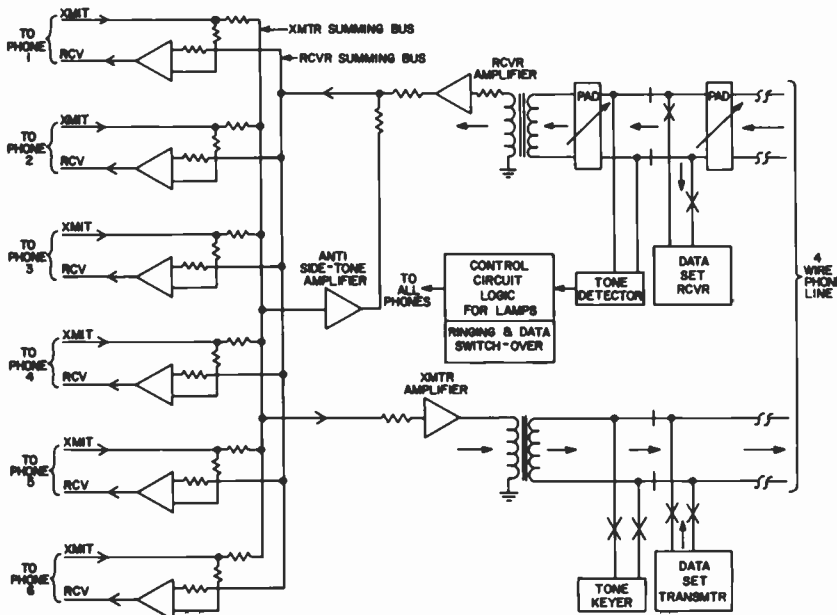 TO
PHONE
1
XMIT
RCV
XMTR SUMMING BUS
RCVR SUMMING BUS
RCVR
AMPLIFIER
PAD
PAD
TO
PHONE
2
XMIT
RCV
TO
PHONE
3
XMIT
RCV
ANTI
SIDE-TONE
AMPLIFIER
TO
ALL
PHONES
CONTROL
CIRCUIT
LOGIC
FOR LAMPS
RINGING & DATA
SWITCH-OVER
TONE
DETECTOR
DATA
SET
RCVR
4
WIRE
PHONE
LINE
TO
PHONE
4
XMIT
RCV
XMTR
AMPLIFIER
TO
PHONE
5
XMIT
RCV
TO
PHONE
6
XMIT
RCV
TONE
KEYER
DATA
SET
TRANSMTR